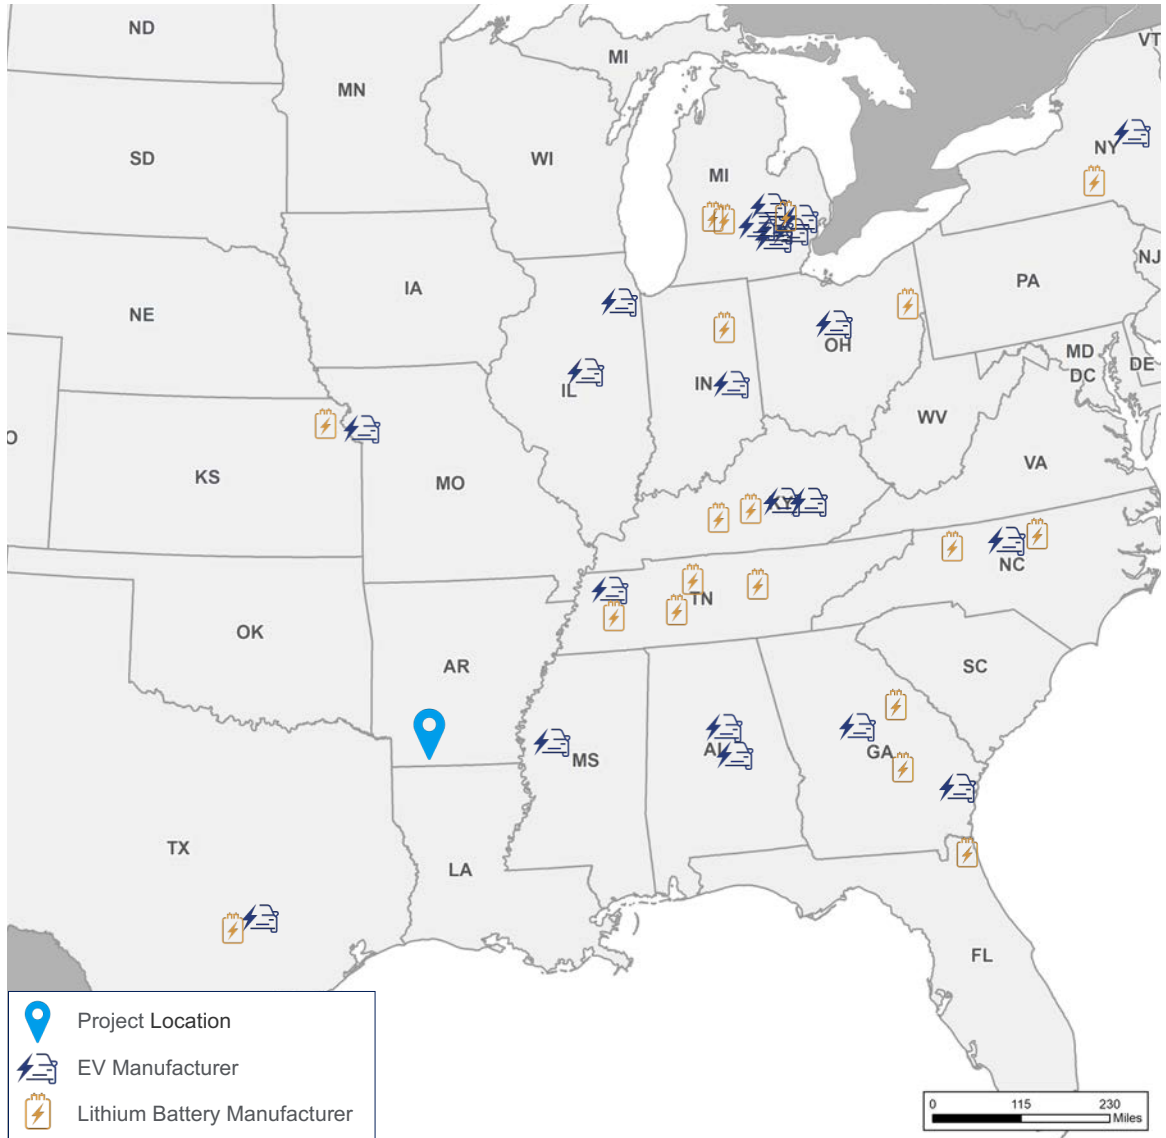 ND
MN
MI
VT
SD
WI
MI
NY
NE
IA
PA
NJ
OH
MD
DE
DC
IL
IN
WV
O
KS
MO
VA
KY
NC
TN
OK
AR
SC
AL
MS
GA
TX
LA
FL
Project Location
EV Manufacturer
Lithium Battery Manufacturer
0 115 230
Miles